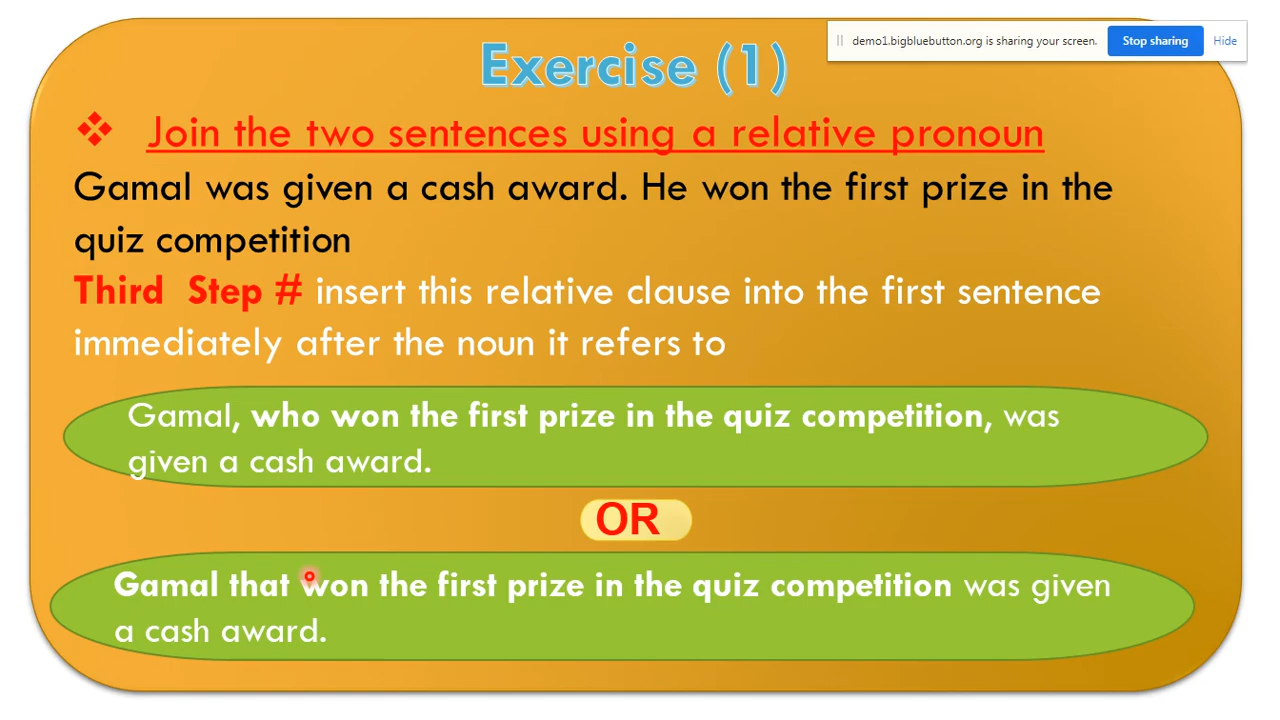 Exercise (1)
|| demo1.bigbluebutton.org is sharing your screen. Stop sharing Hide
❖ Join the two sentences using a relative pronoun
Gamal was given a cash award. He won the first prize in the
quiz competition
Third Step # insert this relative clause into the first sentence
immediately after the noun it refers to
Gamal, who won the first prize in the quiz competition, was
given a cash award.
OR
Gamal that won the first prize in the quiz competition was given
a cash award.